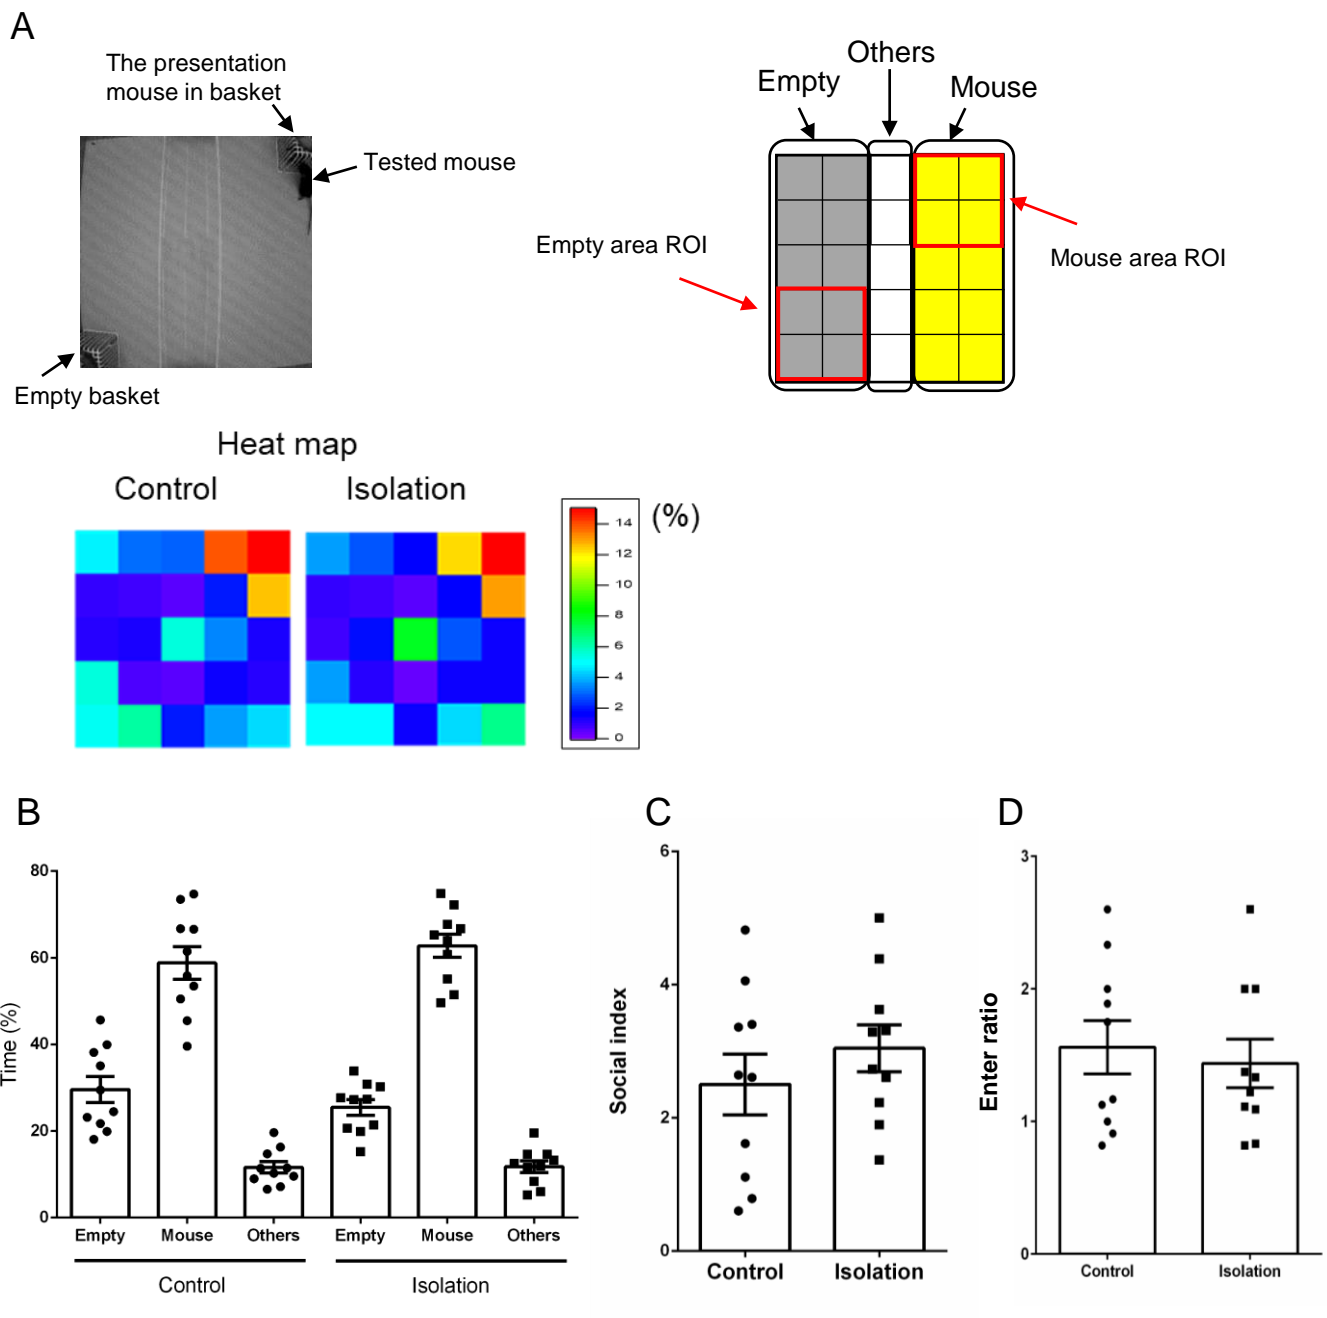 A
The presentation
mouse in basket
Tested mouse
Empty basket
Others
Empty
Mouse
Empty area ROI
Mouse area ROI
Heat map
Control
Isolation
(%)
14
12
10
8
6
4
2
0
B
Time (%)
80
60
40
20
0
Empty
Mouse
Others
Empty
Mouse
Others
Control
Isolation
C
Social index
6
4
2
0
Control
Isolation
D
Enter ratio
3
2
1
0
Control
Isolation